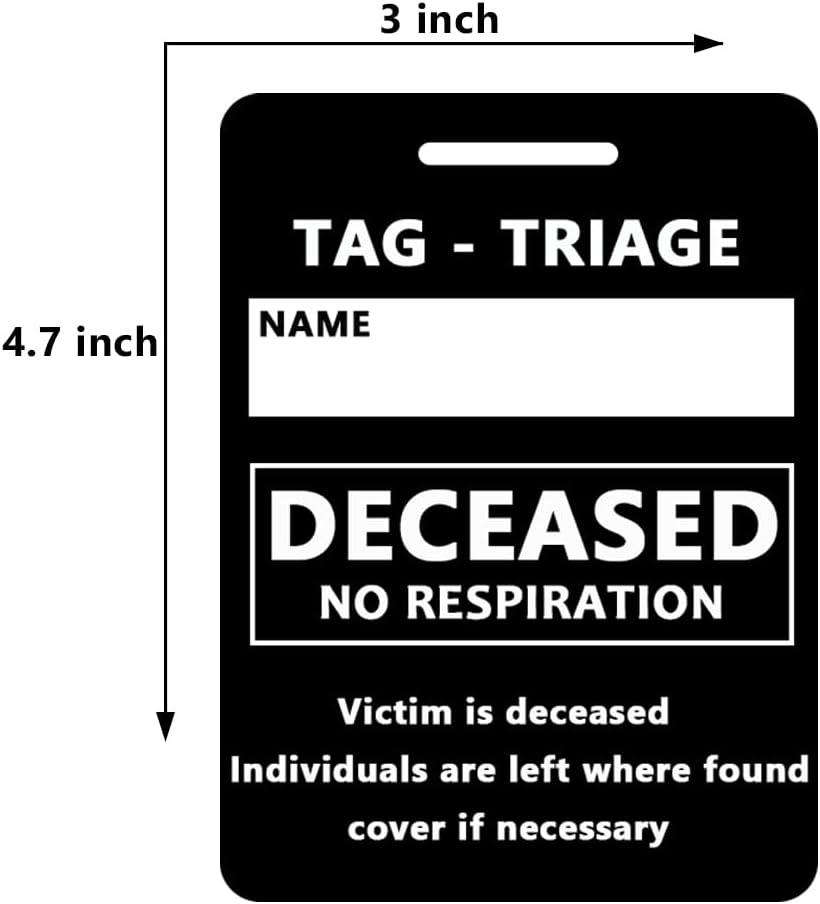 3 inch
4.7 inch
TAG - TRIAGE
NAME
DECEASED
NO RESPIRATION
Victim is deceased
Individuals are left where found
cover if necessary